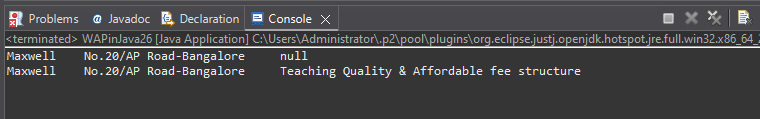 Problems Javadoc Declaration Console
<terminated> WAPinJava26 [Java Application] C:\Users\Administrator\.p2\pool\plugins\org.eclipse.justj.openjdk.hotspot.jre.full.win32.x86_64_
Maxwell No.20/AP Road-Bangalore null
Maxwell No.20/AP Road-Bangalore Teaching Quality & Affordable fee structure